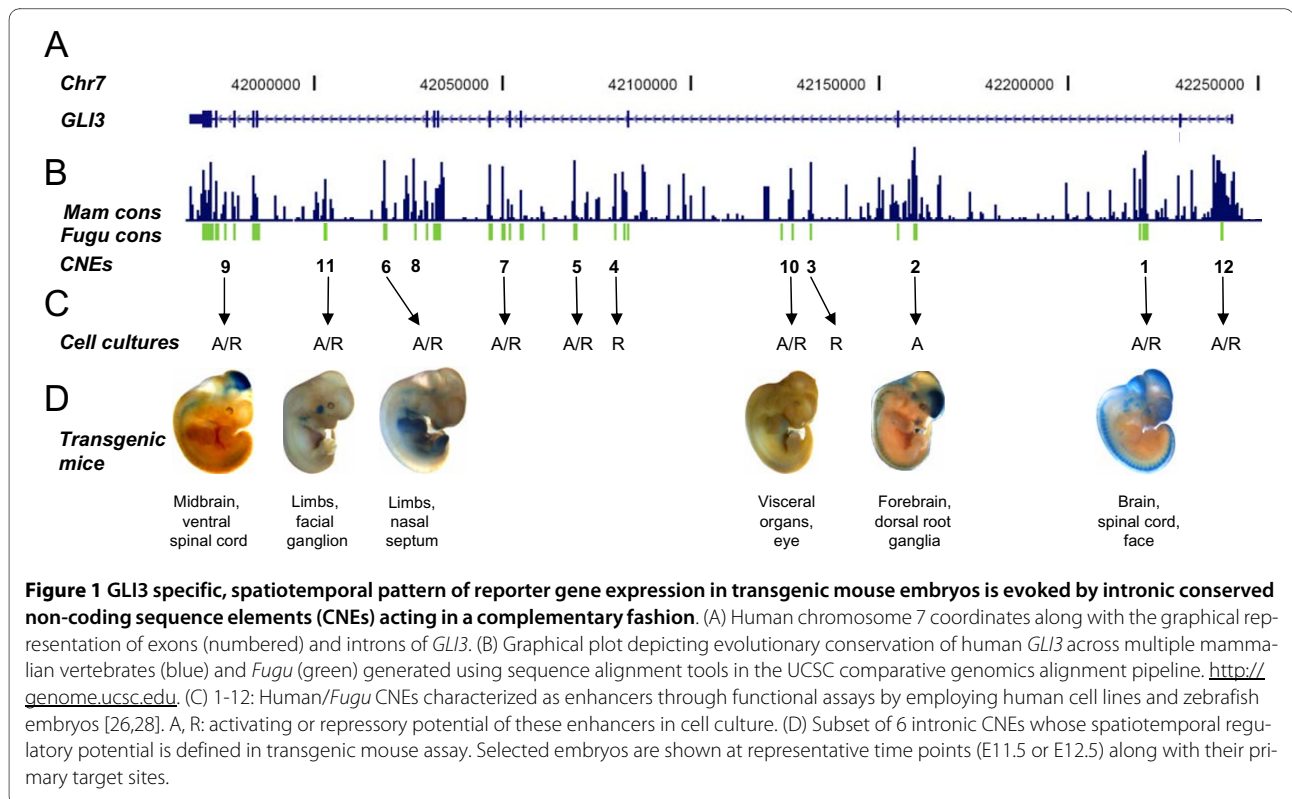 A
Chr7 42000000 42050000 42100000 42150000 42200000 42250000
GLI3
B
Mam cons
Fugu cons
CNEs 9 11 6 8 7 5 4 10 3 2 1 12
C
Cell cultures A/R A/R A/R A/R A/R R A/R R A A/R A/R
D
Transgenic
mice
Midbrain,
ventral
spinal cord
Limbs,
facial
ganglion
Limbs,
nasal
septum
Visceral
organs,
eye
Forebrain,
dorsal root
ganglia
Brain,
spinal cord,
face
Figure 1 GLI3 specific, spatiotemporal pattern of reporter gene expression in transgenic mouse embryos is evoked by intronic conserved
non-coding sequence elements (CNEs) acting in a complementary fashion. (A) Human chromosome 7 coordinates along with the graphical rep-
resentation of exons (numbered) and introns of GLI3. (B) Graphical plot depicting evolutionary conservation of human GLI3 across multiple mamma-
lian vertebrates (blue) and Fugu (green) generated using sequence alignment tools in the UCSC comparative genomics alignment pipeline. http://
genome.ucsc.edu. (C) 1-12: Human/Fugu CNEs characterized as enhancers through functional assays by employing human cell lines and zebrafish
embryos [26,28]. A, R: activating or repressory potential of these enhancers in cell culture. (D) Subset of 6 intronic CNEs whose spatiotemporal regu-
latory potential is defined in transgenic mouse assay. Selected embryos are shown at representative time points (E11.5 or E12.5) along with their pri-
mary target sites.